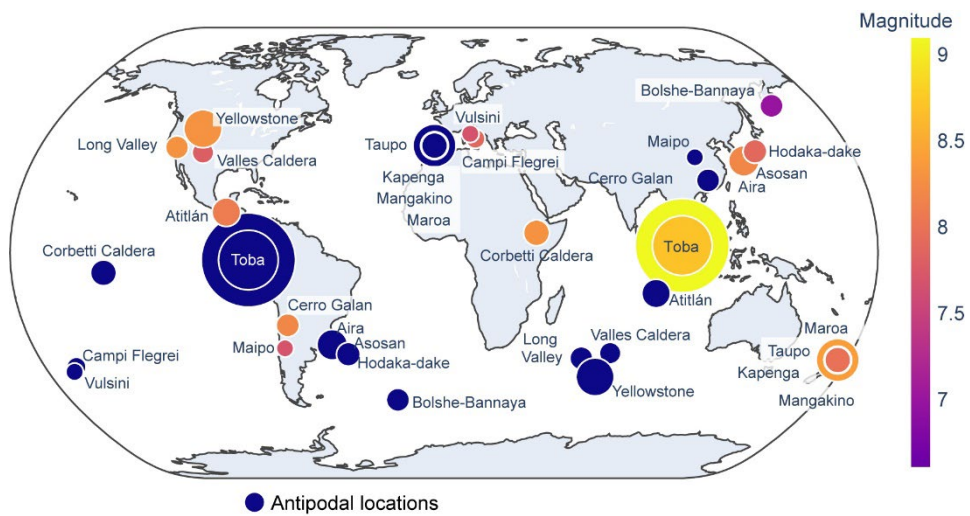 Magnitude
9
8.5
8
7.5
7
Bolshe-Bannaya
Yellowstone
Vulsini
Long Valley
Valles Caldera
Taupo
Campi Flegrei
Maipo
Hodaka-dake
Asosan
Aira
Kapenga
Mangakino
Maroa
Cerro Galan
Atitlán
Corbetti Caldera
Toba
Corbetti Caldera
Toba
Atitlán
Cerro Galan
Aira
Asosan
Hodaka-dake
Maipo
Long
Valley
Valles Caldera
Yellowstone
Maroa
Taupo
Kapenga
Mangakino
Campi Flegrei
Vulsini
Bolshe-Bannaya
Antipodal locations